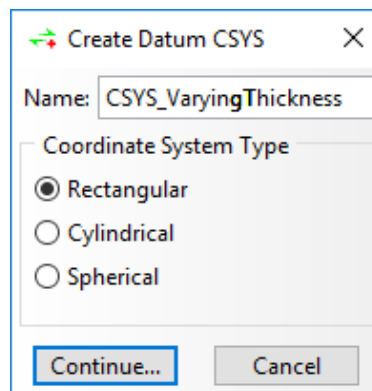 Create Datum CSYS
Name: CSYS_VaryingThickness
Coordinate System Type
Rectangular
Cylindrical
Spherical
Continue... Cancel